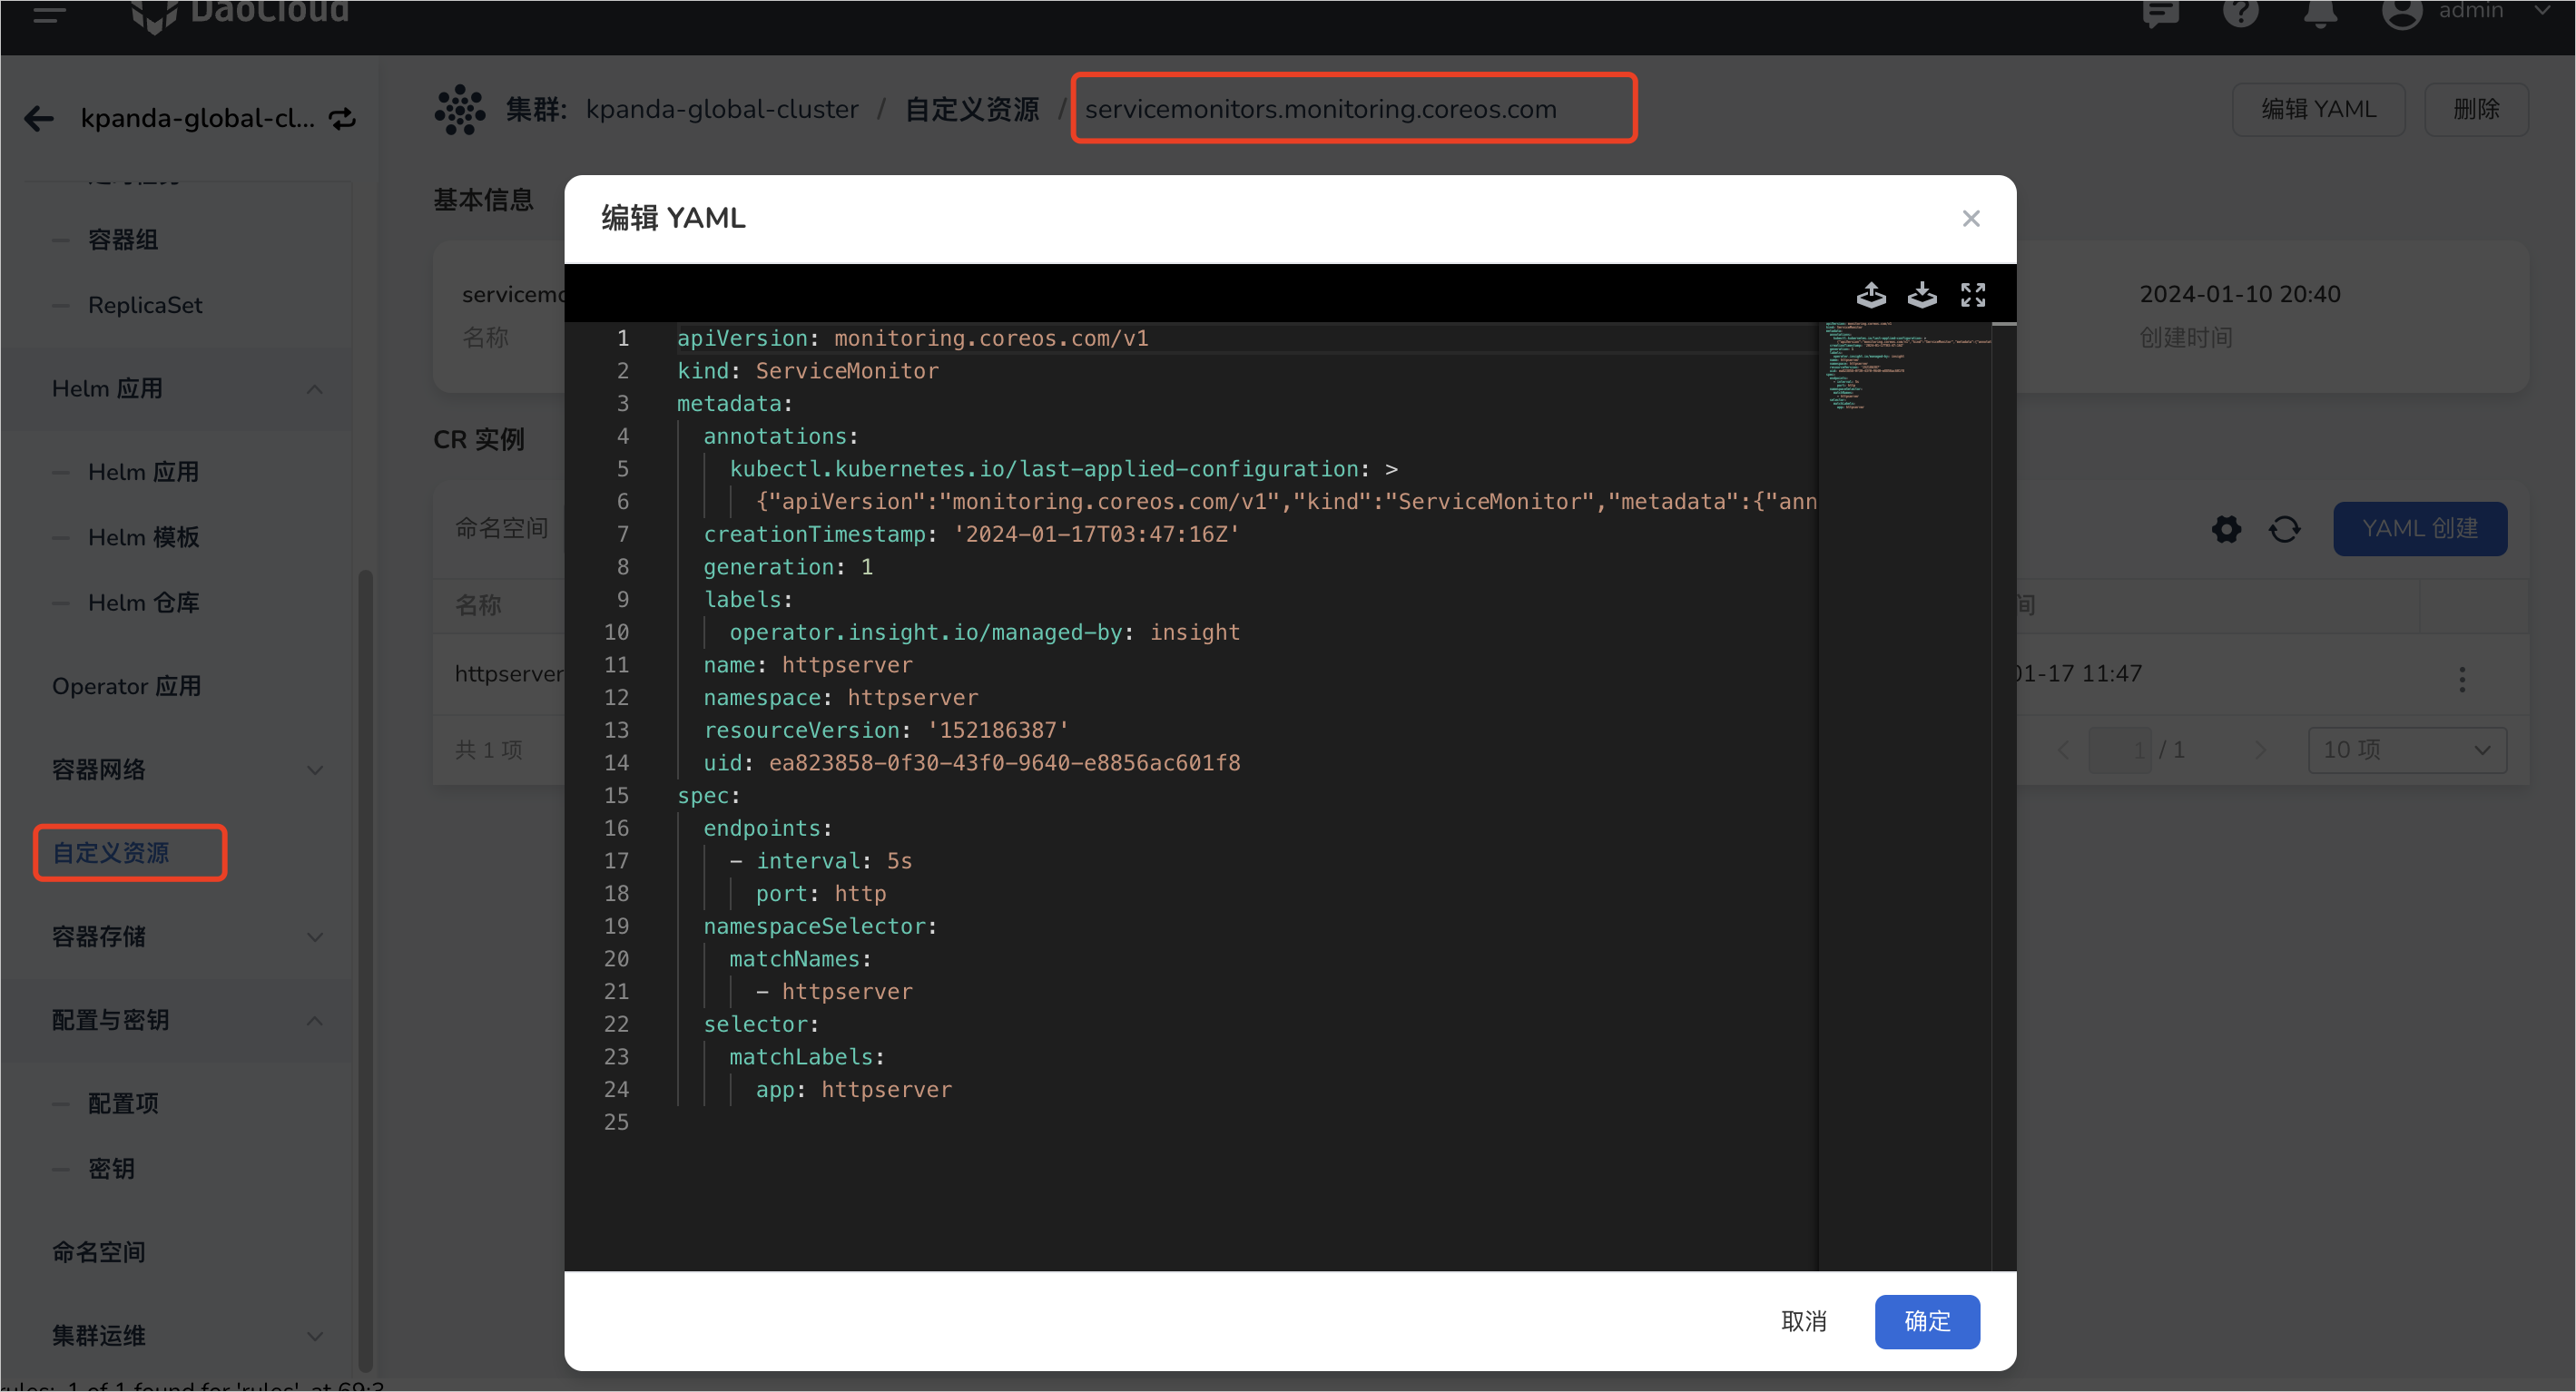 DaoCloud
admin
kpanda-global-cl...
集群: kpanda-global-cluster / 自定义资源 / servicemonitors.monitoring.coreos.com
编辑 YAML
删除
容器组
ReplicaSet
Helm 应用
Helm 应用
Helm 模板
Helm 仓库
Operator 应用
容器网络
自定义资源
容器存储
配置与密钥
配置项
密钥
命名空间
集群运维
基本信息
servicemo
名称
2024-01-10 20:40
创建时间
CR 实例
命名空间
YAML 创建
名称
间
httpserver
01-17 11:47
共 1 项
1 / 1
10 项
编辑 YAML
1 apiVersion: monitoring.coreos.com/v1
2 kind: ServiceMonitor
3 metadata:
4 annotations:
5 kubectl.kubernetes.io/last-applied-configuration: >
6 {"apiVersion":"monitoring.coreos.com/v1","kind":"ServiceMonitor","metadata":{"ann
7 creationTimestamp: '2024-01-17T03:47:16Z'
8 generation: 1
9 labels:
10 operator.insight.io/managed-by: insight
11 name: httpserver
12 namespace: httpserver
13 resourceVersion: '152186387'
14 uid: ea823858-0f30-43f0-9640-e8856ac601f8
15 spec:
16 endpoints:
17 - interval: 5s
18 port: http
19 namespaceSelector:
20 matchNames:
21 - httpserver
22 selector:
23 matchLabels:
24 app: httpserver
25
取消
确定
rules: 1 of 1 found for 'rules' at 69:3